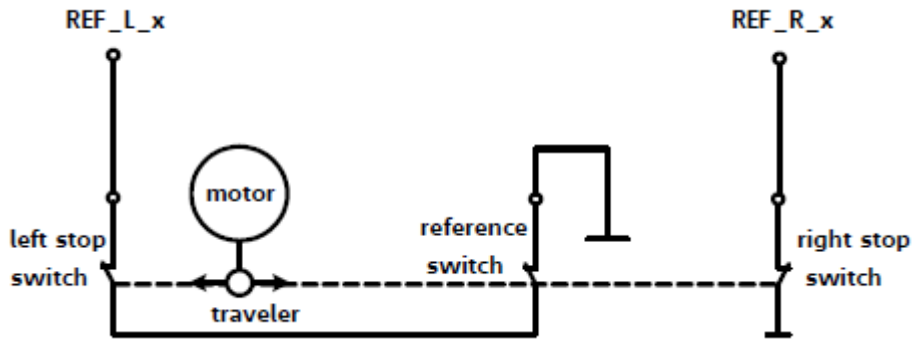 REF_L_x
REF_R_x
motor
left stop
switch
traveler
reference
switch
right stop
switch